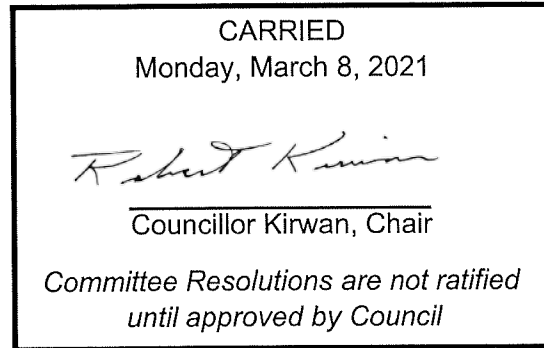 CARRIED
Monday, March 8, 2021
Robert Kirwan
Councillor Kirwan, Chair
Committee Resolutions are not ratified
until approved by Council